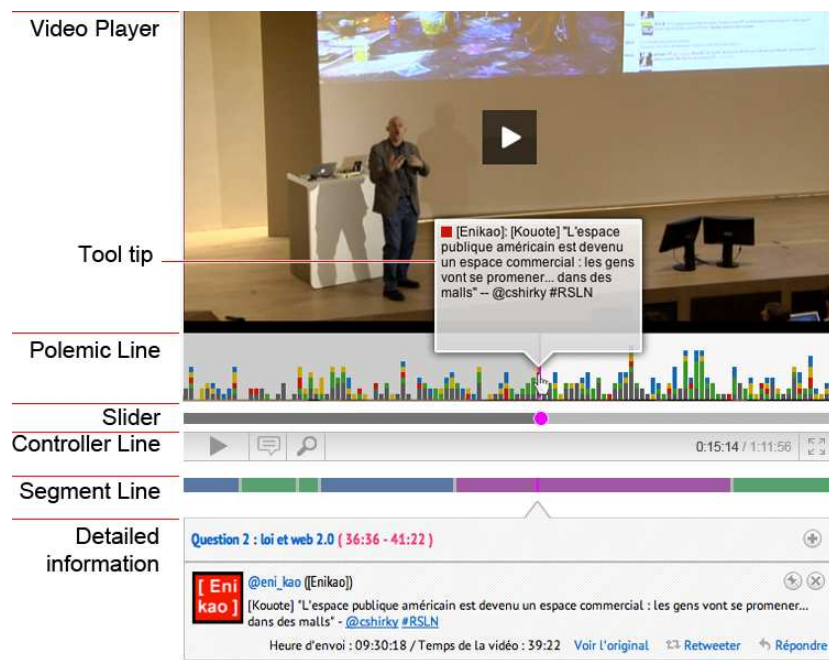 Video Player
Tool tip
[Enikao]: [Kouote] "L'espace
publique américain est devenu
un espace commercial : les gens
vont se promener... dans des
malls" -- @cshirky #RSLN
Polemic Line
Slider
Controller Line
0:15:14 / 1:11:56
Segment Line
Detailed
information
Question 2 : loi et web 2.0 ( 36:36 - 41:22 )
[ Eni
kao ]
@eni_kao ([Enikao])
[Kouote] "L'espace publique américain est devenu un espace commercial : les gens vont se promener...
dans des malls" - @cshirky #RSLN
Heure d'envoi : 09:30:18 / Temps de la vidéo : 39:22 Voir l'original Retweeter Répondre